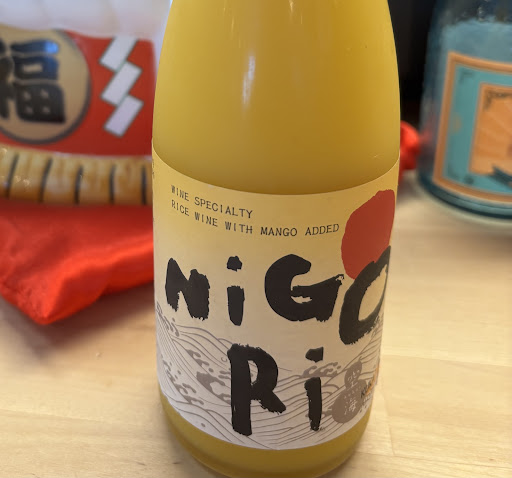 福
WINE SPECIALTY
RICE WINE WITH MANGO ADDED
NiGO
Ri